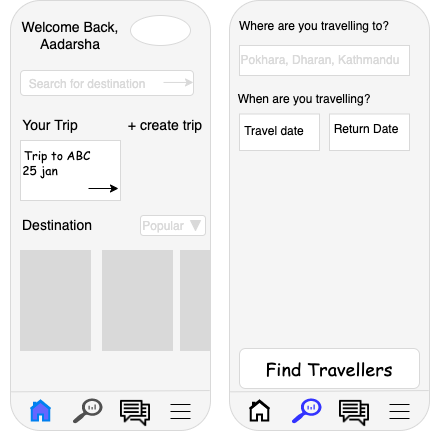 Welcome Back,
Aadarsha
Search for destination
Your Trip
+ create trip
Trip to ABC
25 jan
Destination
Popular
Where are you travelling to?
Pokhara, Dharan, Kathmandu
When are you travelling?
Travel date
Return Date
Find Travellers